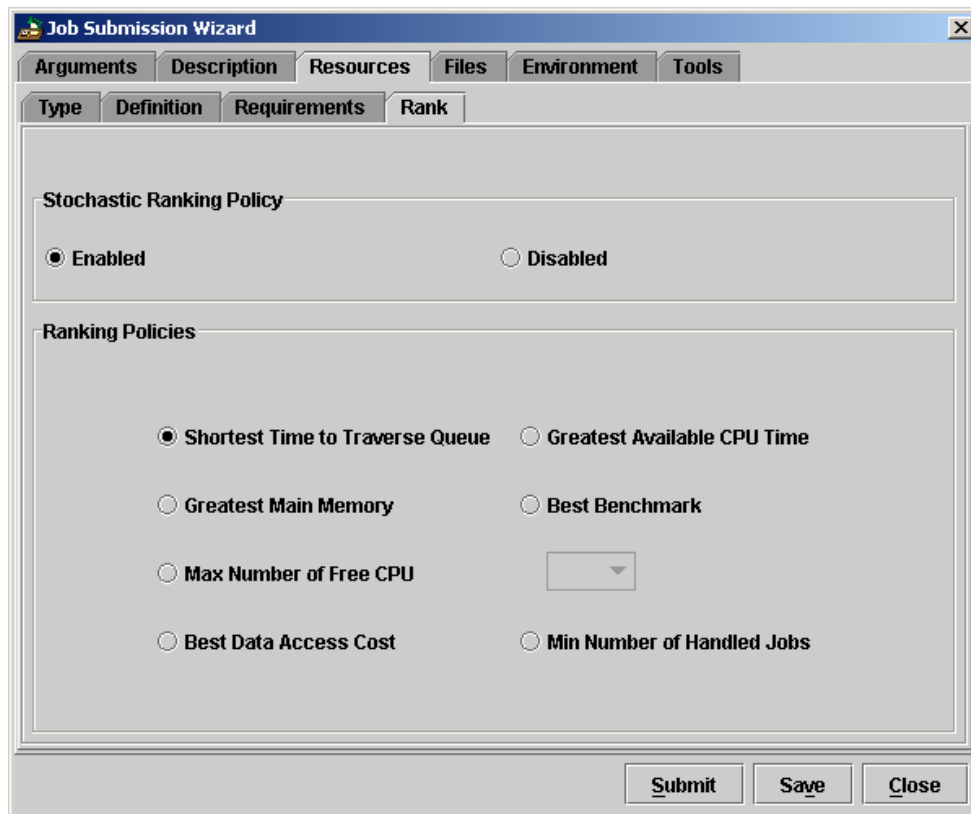 Job Submission Wizard
Arguments Description Resources Files Environment Tools
Type Definition Requirements Rank
Stochastic Ranking Policy
Enabled Disabled
Ranking Policies
Shortest Time to Traverse Queue Greatest Available CPU Time
Greatest Main Memory Best Benchmark
Max Number of Free CPU
Best Data Access Cost Min Number of Handled Jobs
Submit Save Close